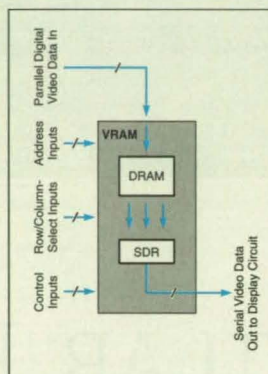 Parallel Digital
Video Data In
Address
Inputs
Row/Column-
Select Inputs
Control
Inputs
VRAM
DRAM
SDR
Serial Video Data
Out to Display Circuit